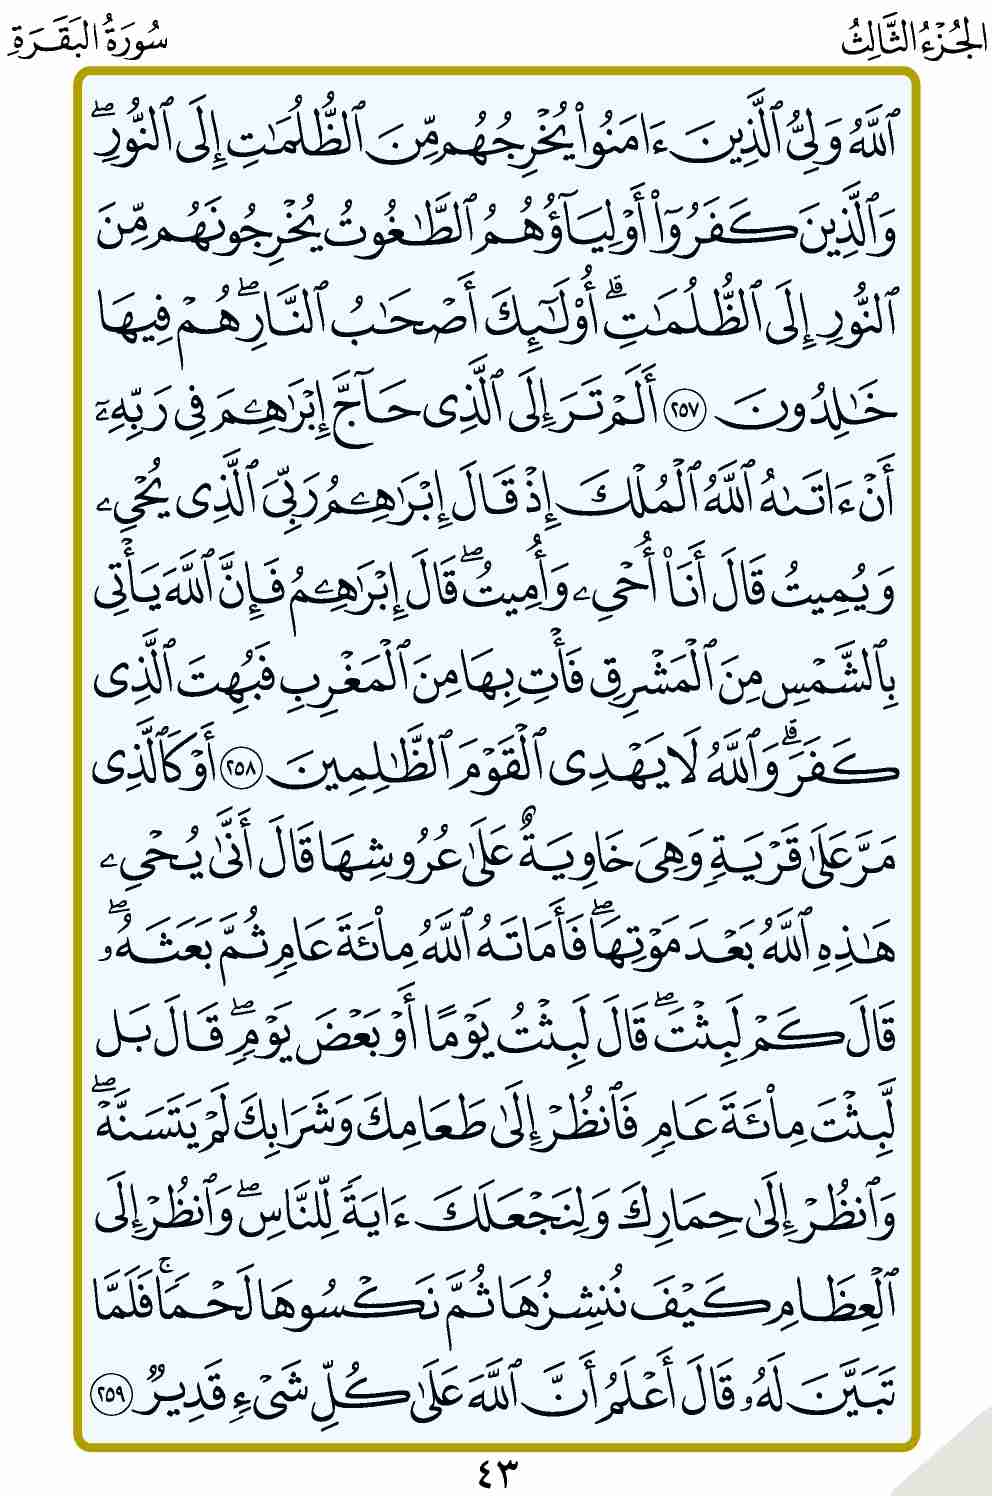 الجُزْءُ الثَّالِثُ
سُورَةُ البَقَرَةِ
ٱللَّهُ وَلِيُّ ٱلَّذِينَ ءَامَنُواْ يُخْرِجُهُم مِّنَ ٱلظُّلُمَٰتِ إِلَى ٱلنُّورِۖ
وَٱلَّذِينَ كَفَرُوٓاْ أَوْلِيَآؤُهُمُ ٱلطَّٰغُوتُ يُخْرِجُونَهُم مِّنَ
ٱلنُّورِ إِلَى ٱلظُّلُمَٰتِۗ أُوْلَٰٓئِكَ أَصْحَٰبُ ٱلنَّارِۖ هُمْ فِيهَا
خَٰلِدُونَ ٢٥٧ أَلَمْ تَرَ إِلَى ٱلَّذِى حَآجَّ إِبْرَٰهِـۧمَ فِى رَبِّهِۦٓ
أَنْ ءَاتَىٰهُ ٱللَّهُ ٱلْمُلْكَ إِذْ قَالَ إِبْرَٰهِـۧمُ رَبِّىَ ٱلَّذِى يُحْىِۦ
وَيُمِيتُ قَالَ أَنَا۠ أُحْىِۦ وَأُمِيتُۖ قَالَ إِبْرَٰهِـۧمُ فَإِنَّ ٱللَّهَ يَأْتِى
بِٱلشَّمْسِ مِنَ ٱلْمَشْرِقِ فَأْتِ بِهَا مِنَ ٱلْمَغْرِبِ فَبُهِتَ ٱلَّذِى
كَفَرَۗ وَٱللَّهُ لَا يَهْدِى ٱلْقَوْمَ ٱلظَّٰلِمِينَ ٢٥٨ أَوْ كَٱلَّذِى
مَرَّ عَلَىٰ قَرْيَةٍ وَهِىَ خَاوِيَةٌ عَلَىٰ عُرُوشِهَا قَالَ أَنَّىٰ يُحْىِۦ
هَٰذِهِ ٱللَّهُ بَعْدَ مَوْتِهَاۖ فَأَمَاتَهُ ٱللَّهُ مِا۟ئَةَ عَامٍ ثُمَّ بَعَثَهُۥۖ
قَالَ كَمْ لَبِثْتَۖ قَالَ لَبِثْتُ يَوْمًا أَوْ بَعْضَ يَوْمٍۖ قَالَ بَل
لَّبِثْتَ مِا۟ئَةَ عَامٍ فَٱنظُرْ إِلَىٰ طَعَامِكَ وَشَرَابِكَ لَمْ يَتَسَنَّهْۖ
وَٱنظُرْ إِلَىٰ حِمَارِكَ وَلِنَجْعَلَكَ ءَايَةً لِّلنَّاسِۖ وَٱنظُرْ إِلَى
ٱلْعِظَامِ كَيْفَ نُنشِزُهَا ثُمَّ نَكْسُوهَا لَحْمًاۚ فَلَمَّا
تَبَيَّنَ لَهُۥ قَالَ أَعْلَمُ أَنَّ ٱللَّهَ عَلَىٰ كُلِّ شَىْءٍ قَدِيرٌ ٢٥٩
٤٣